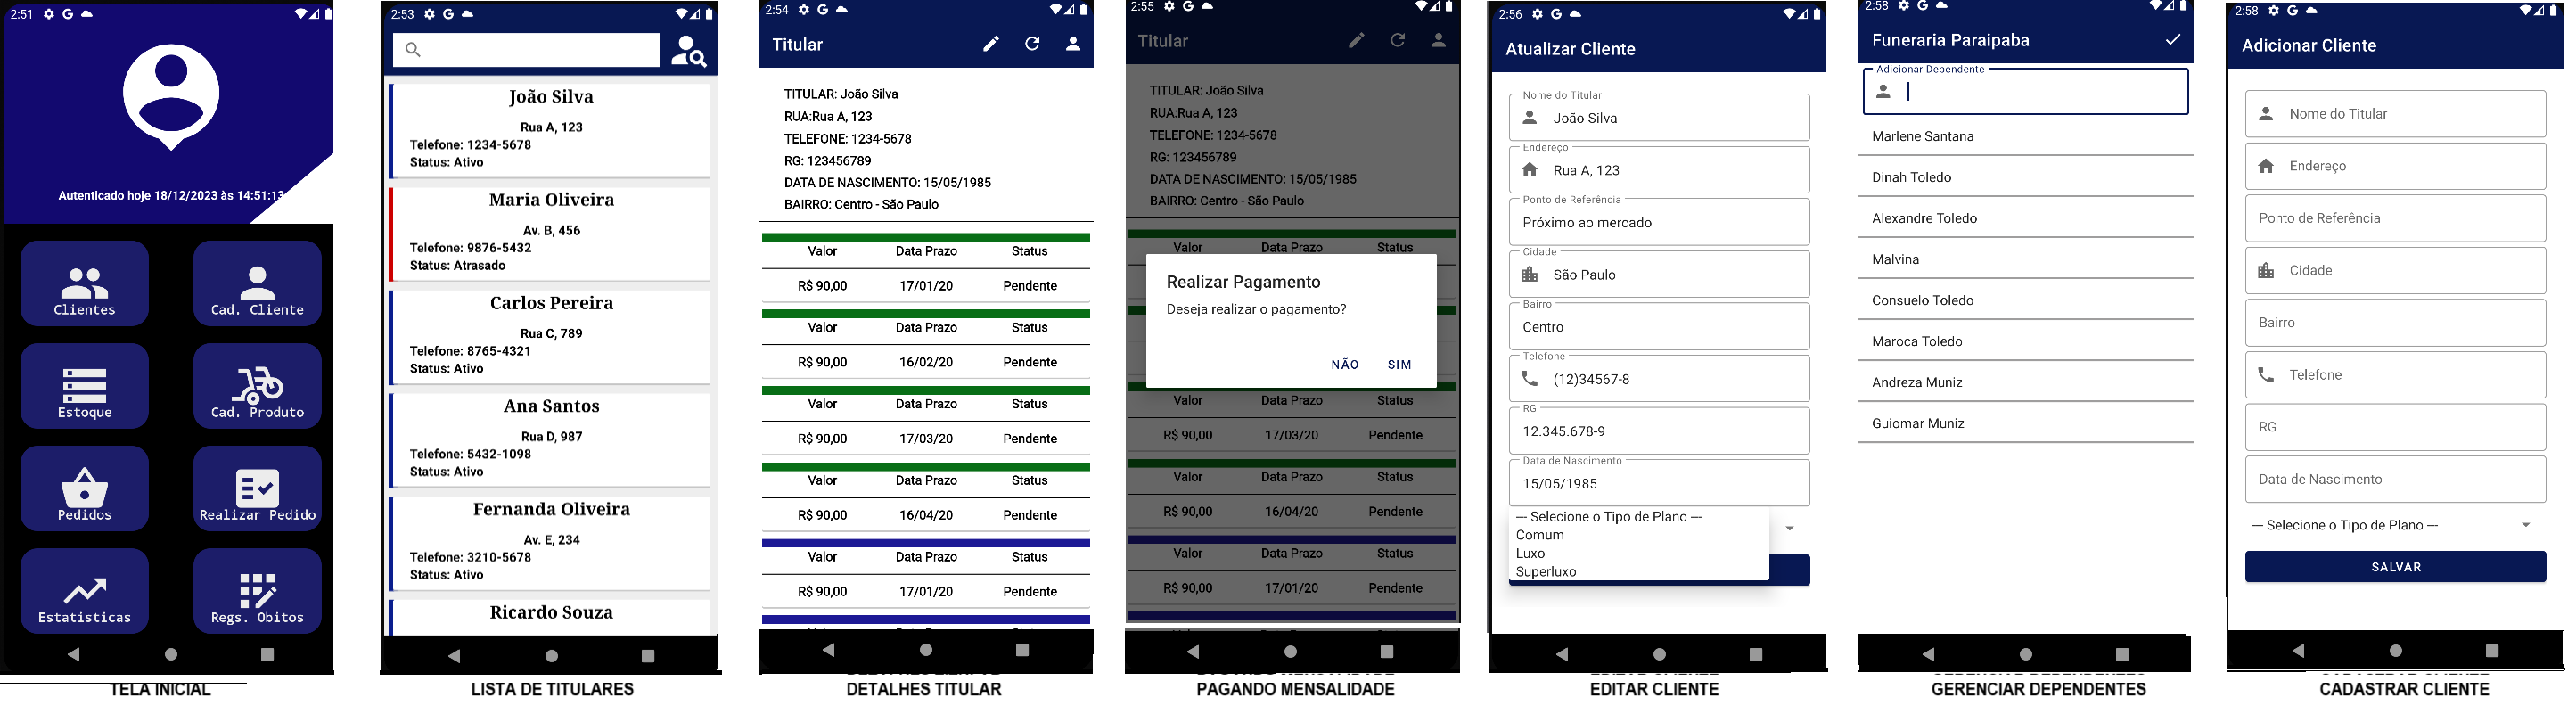 2:51 G
Autenticado hoje 18/12/2023 às 14:51:13
Clientes
Cad. Cliente
Estoque
Cad. Produto
Pedidos
Realizar Pedido
Estatisticas
Regs. Obitos
TELA INICIAL
2:53 G
João Silva
Rua A, 123
Telefone: 1234-5678
Status: Ativo
Maria Oliveira
Av. B, 456
Telefone: 9876-5432
Status: Atrasado
Carlos Pereira
Rua C, 789
Telefone: 8765-4321
Status: Ativo
Ana Santos
Rua D, 987
Telefone: 5432-1098
Status: Ativo
Fernanda Oliveira
Av. E, 234
Telefone: 3210-5678
Status: Ativo
Ricardo Souza
LISTA DE TITULARES
2:54 G
Titular
TITULAR: João Silva
RUA:Rua A, 123
TELEFONE: 1234-5678
RG: 123456789
DATA DE NASCIMENTO: 15/05/1985
BAIRRO: Centro - São Paulo
Valor Data Prazo Status
R$ 90,00 17/01/20 Pendente
Valor Data Prazo Status
R$ 90,00 16/02/20 Pendente
Valor Data Prazo Status
R$ 90,00 17/03/20 Pendente
Valor Data Prazo Status
R$ 90,00 16/04/20 Pendente
Valor Data Prazo Status
R$ 90,00 17/01/20 Pendente
DETALHES TITULAR
2:55 G
Titular
TITULAR: João Silva
RUA:Rua A, 123
TELEFONE: 1234-5678
RG: 123456789
DATA DE NASCIMENTO: 15/05/1985
BAIRRO: Centro - São Paulo
Valor Data Prazo Status
Realizar Pagamento
Deseja realizar o pagamento?
NÃO SIM
Valor Data Prazo Status
R$ 90,00 17/03/20 Pendente
Valor Data Prazo Status
R$ 90,00 16/04/20 Pendente
Valor Data Prazo Status
R$ 90,00 17/01/20 Pendente
PAGANDO MENSALIDADE
2:56 G
Atualizar Cliente
Nome do Titular
João Silva
Endereço
Rua A, 123
Ponto de Referência
Próximo ao mercado
Cidade
São Paulo
Bairro
Centro
Telefone
(12)34567-8
RG
12.345.678-9
Data de Nascimento
15/05/1985
--- Selecione o Tipo de Plano ---
Comum
Luxo
Superluxo
EDITAR CLIENTE
2:58 G
Funeraria Paraipaba
Adicionar Dependente
Marlene Santana
Dinah Toledo
Alexandre Toledo
Malvina
Consuelo Toledo
Maroca Toledo
Andreza Muniz
Guiomar Muniz
GERENCIAR DEPENDENTES
2:58 G
Adicionar Cliente
Nome do Titular
Endereço
Ponto de Referência
Cidade
Bairro
Telefone
RG
Data de Nascimento
--- Selecione o Tipo de Plano ---
SALVAR
CADASTRAR CLIENTE